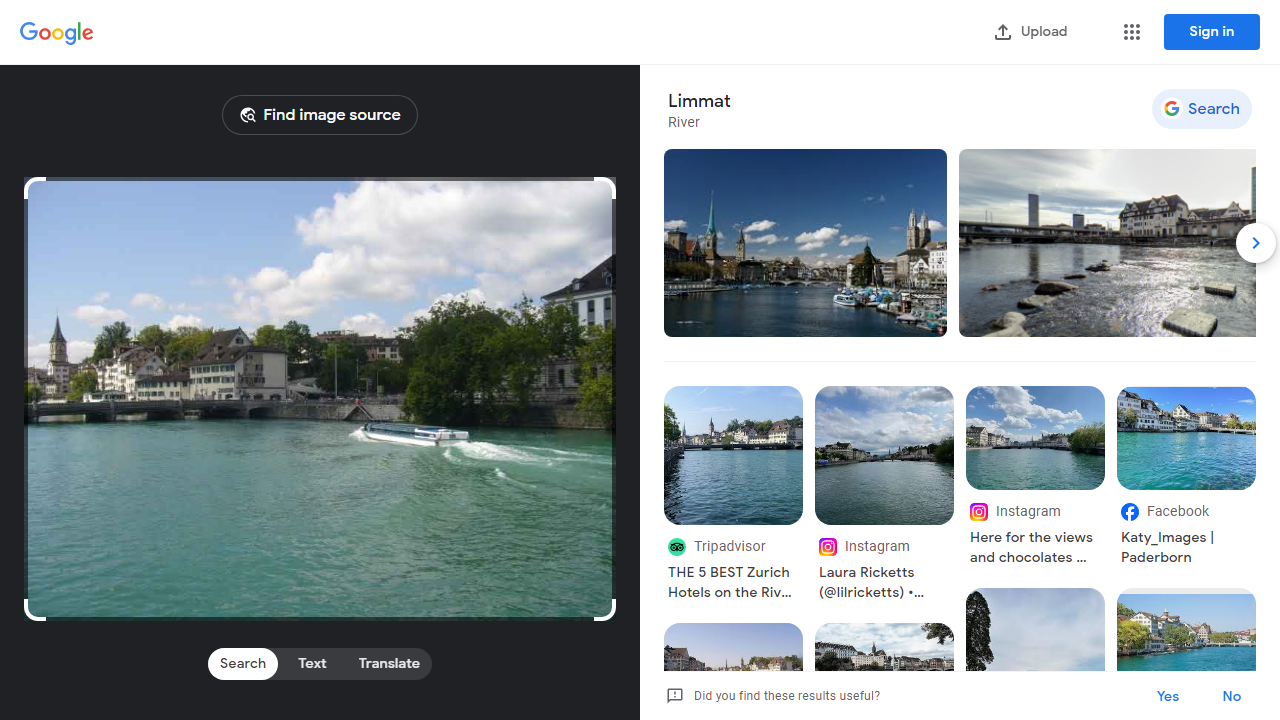 Google
Upload
Sign in
Find image source
Limmat
River
Search
Tripadvisor
THE 5 BEST Zurich
Hotels on the Riv...
Instagram
Laura Ricketts
(@lilricketts) •...
Instagram
Here for the views
and chocolates ...
Facebook
Katy_Images |
Paderborn
Search
Text
Translate
Did you find these results useful?
Yes
No